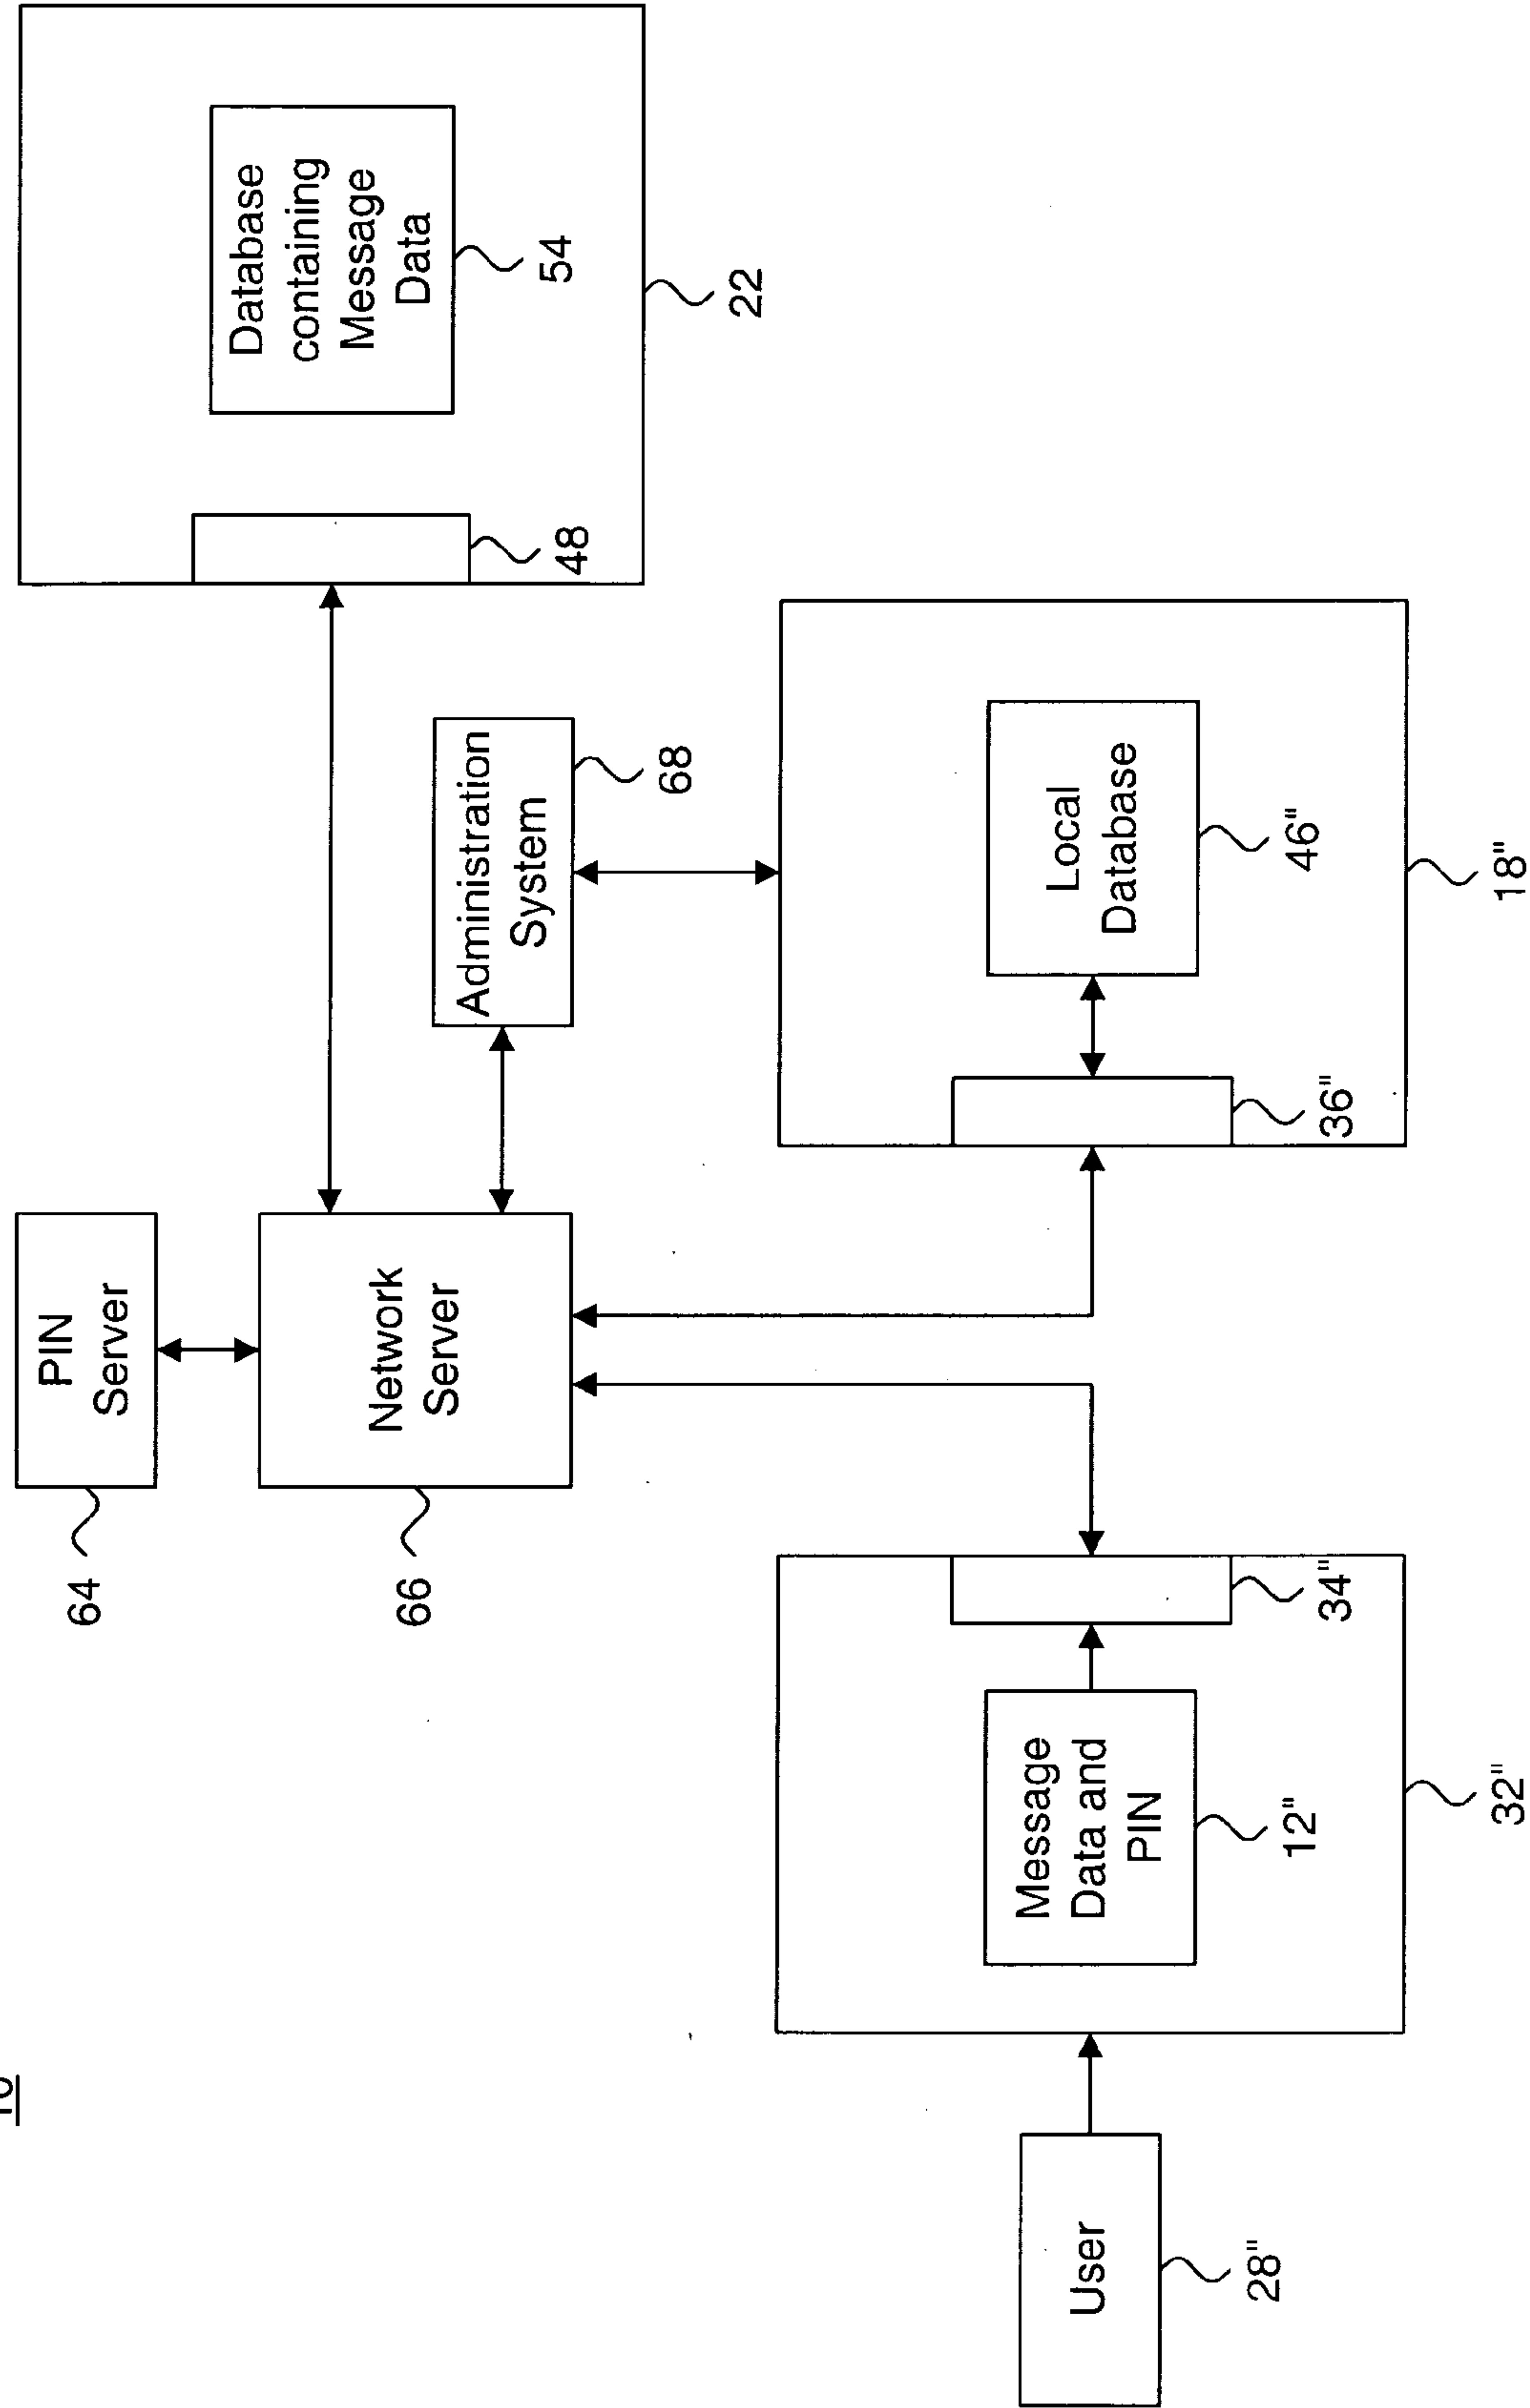 64
PIN
Server
66
Network
Server
Database
containing
Message
Data
54
48
22
Administration
System
68
User
28"
Message
Data and
PIN
12"
34"
32"
Local
Database
46"
36"
18"